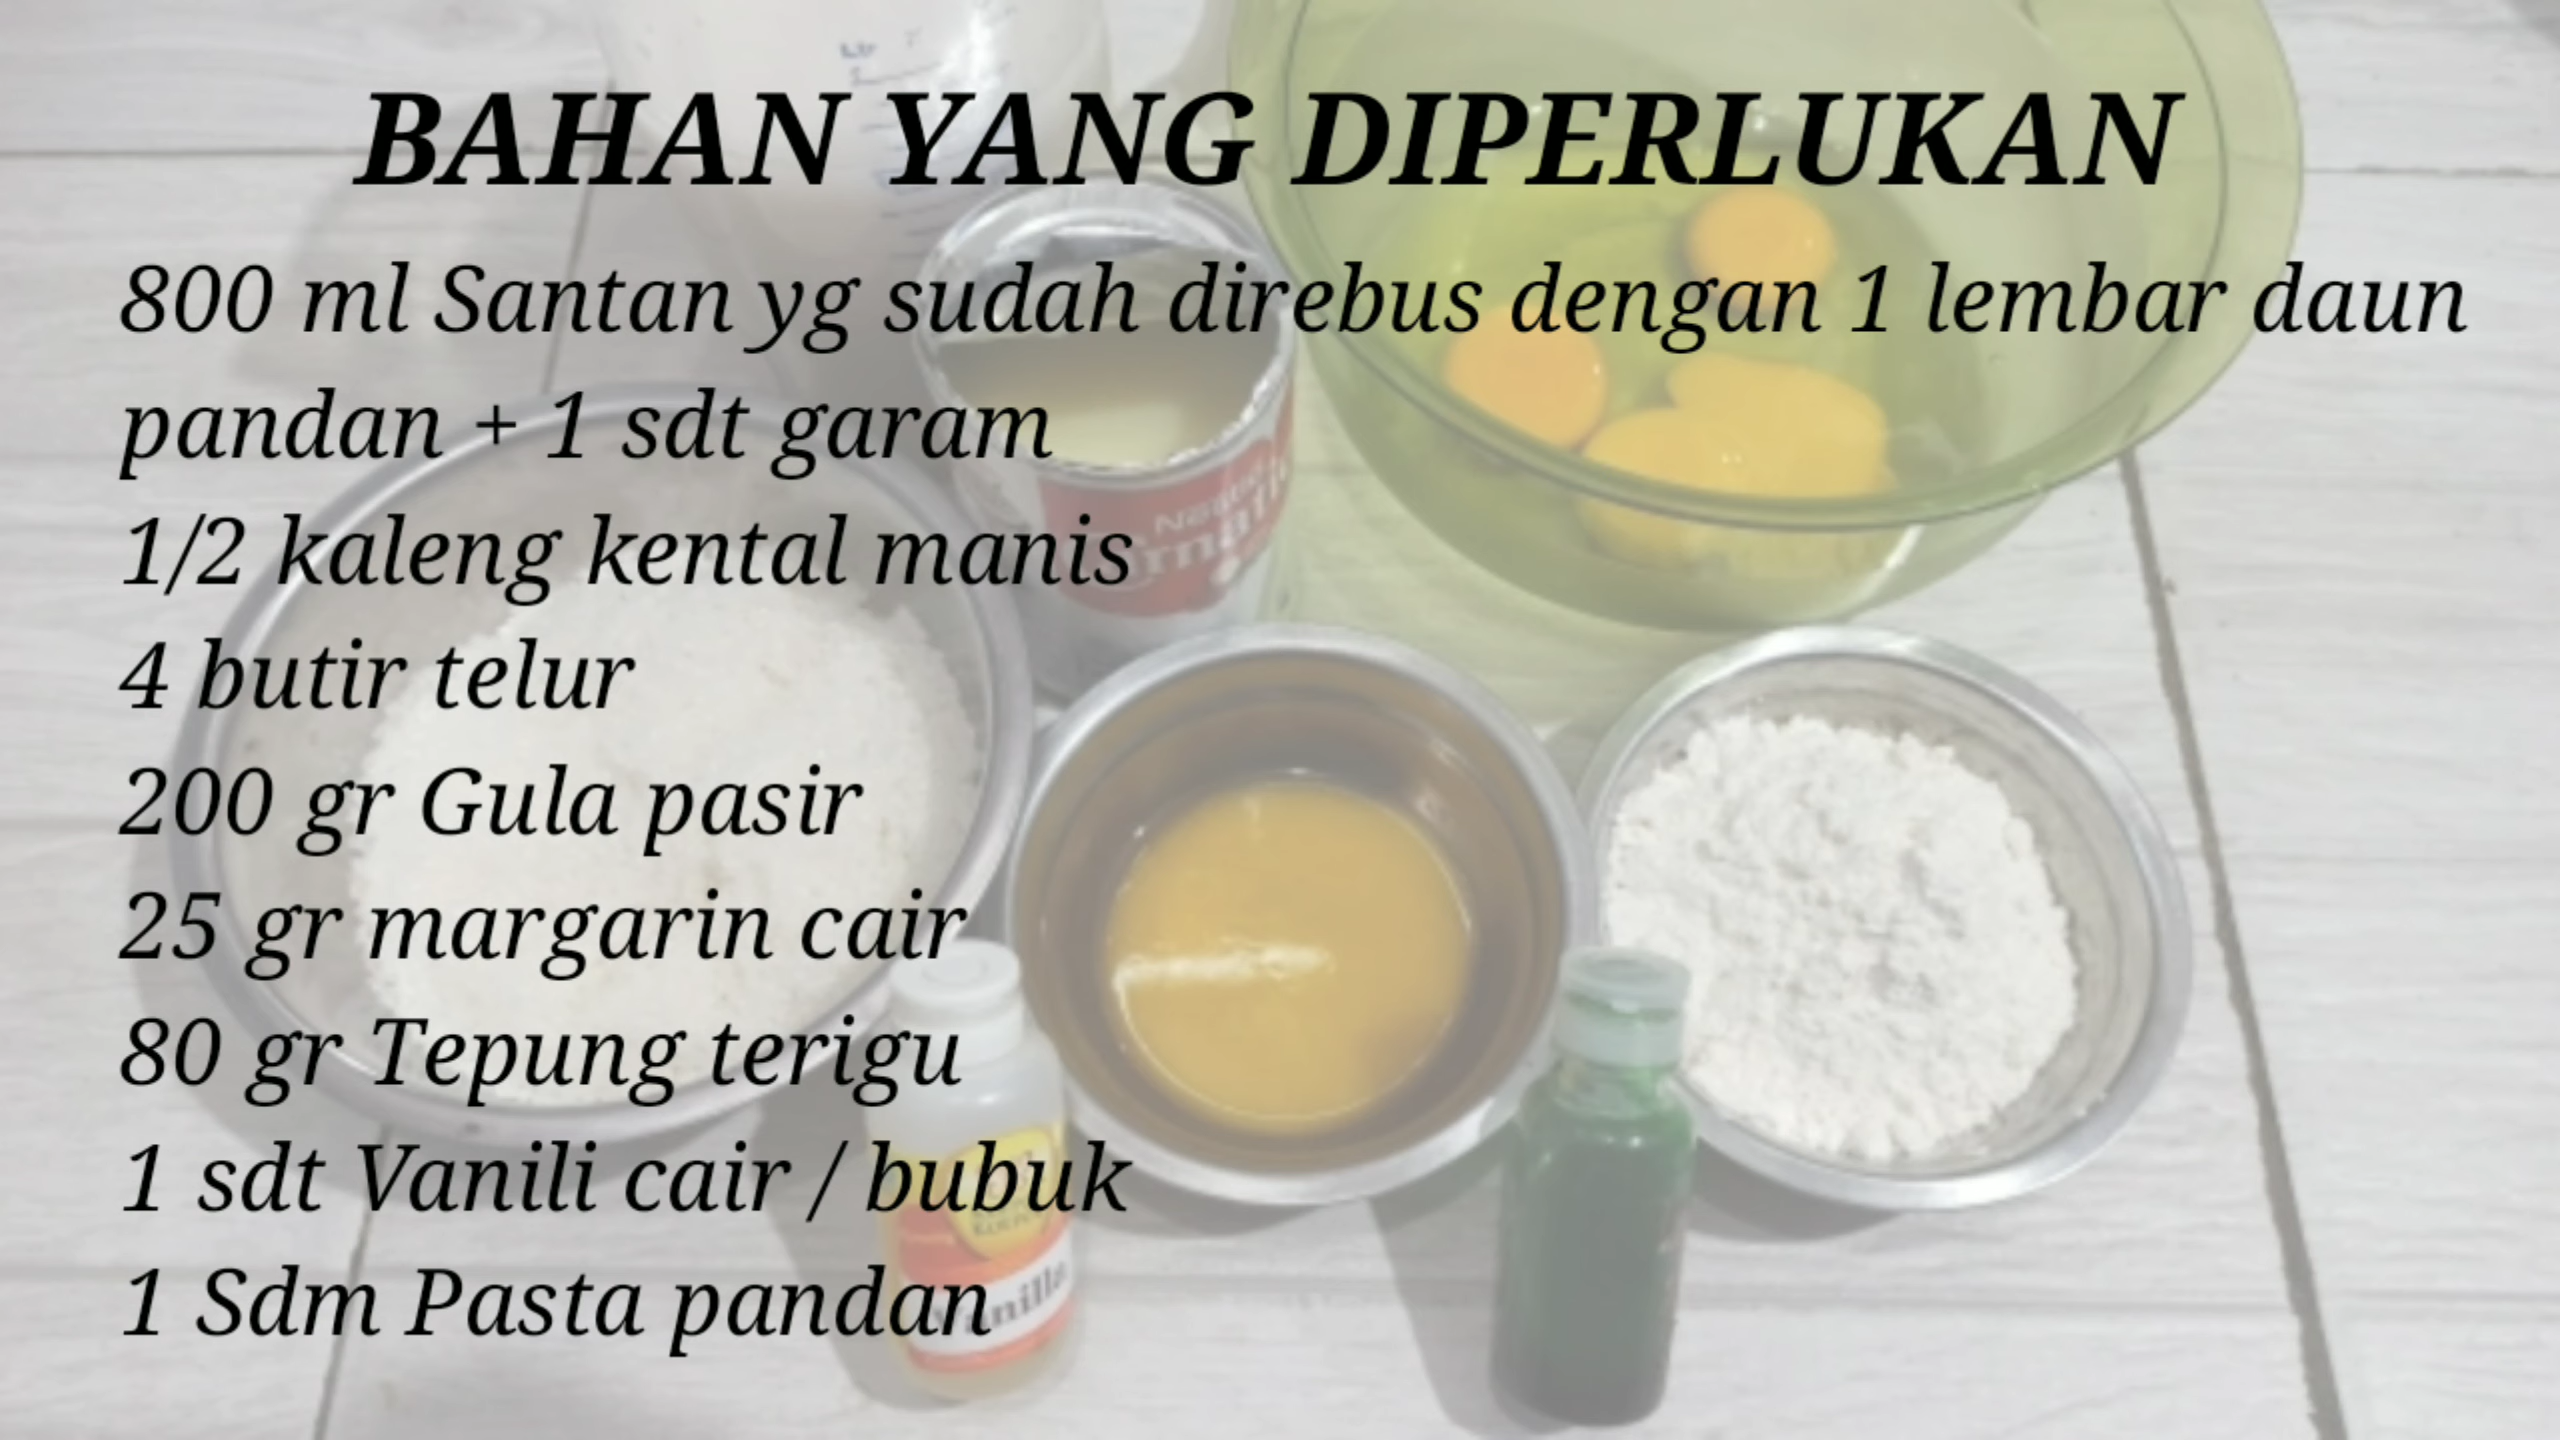 BAHAN YANG DIPERLUKAN
800 ml Santan yg sudah direbus dengan 1 lembar daun
pandan + 1 sdt garam
1/2 kaleng kental manis
4 butir telur
200 gr Gula pasir
25 gr margarin cair
80 gr Tepung terigu
1 sdt Vanili cair / bubuk
1 Sdm Pasta pandan